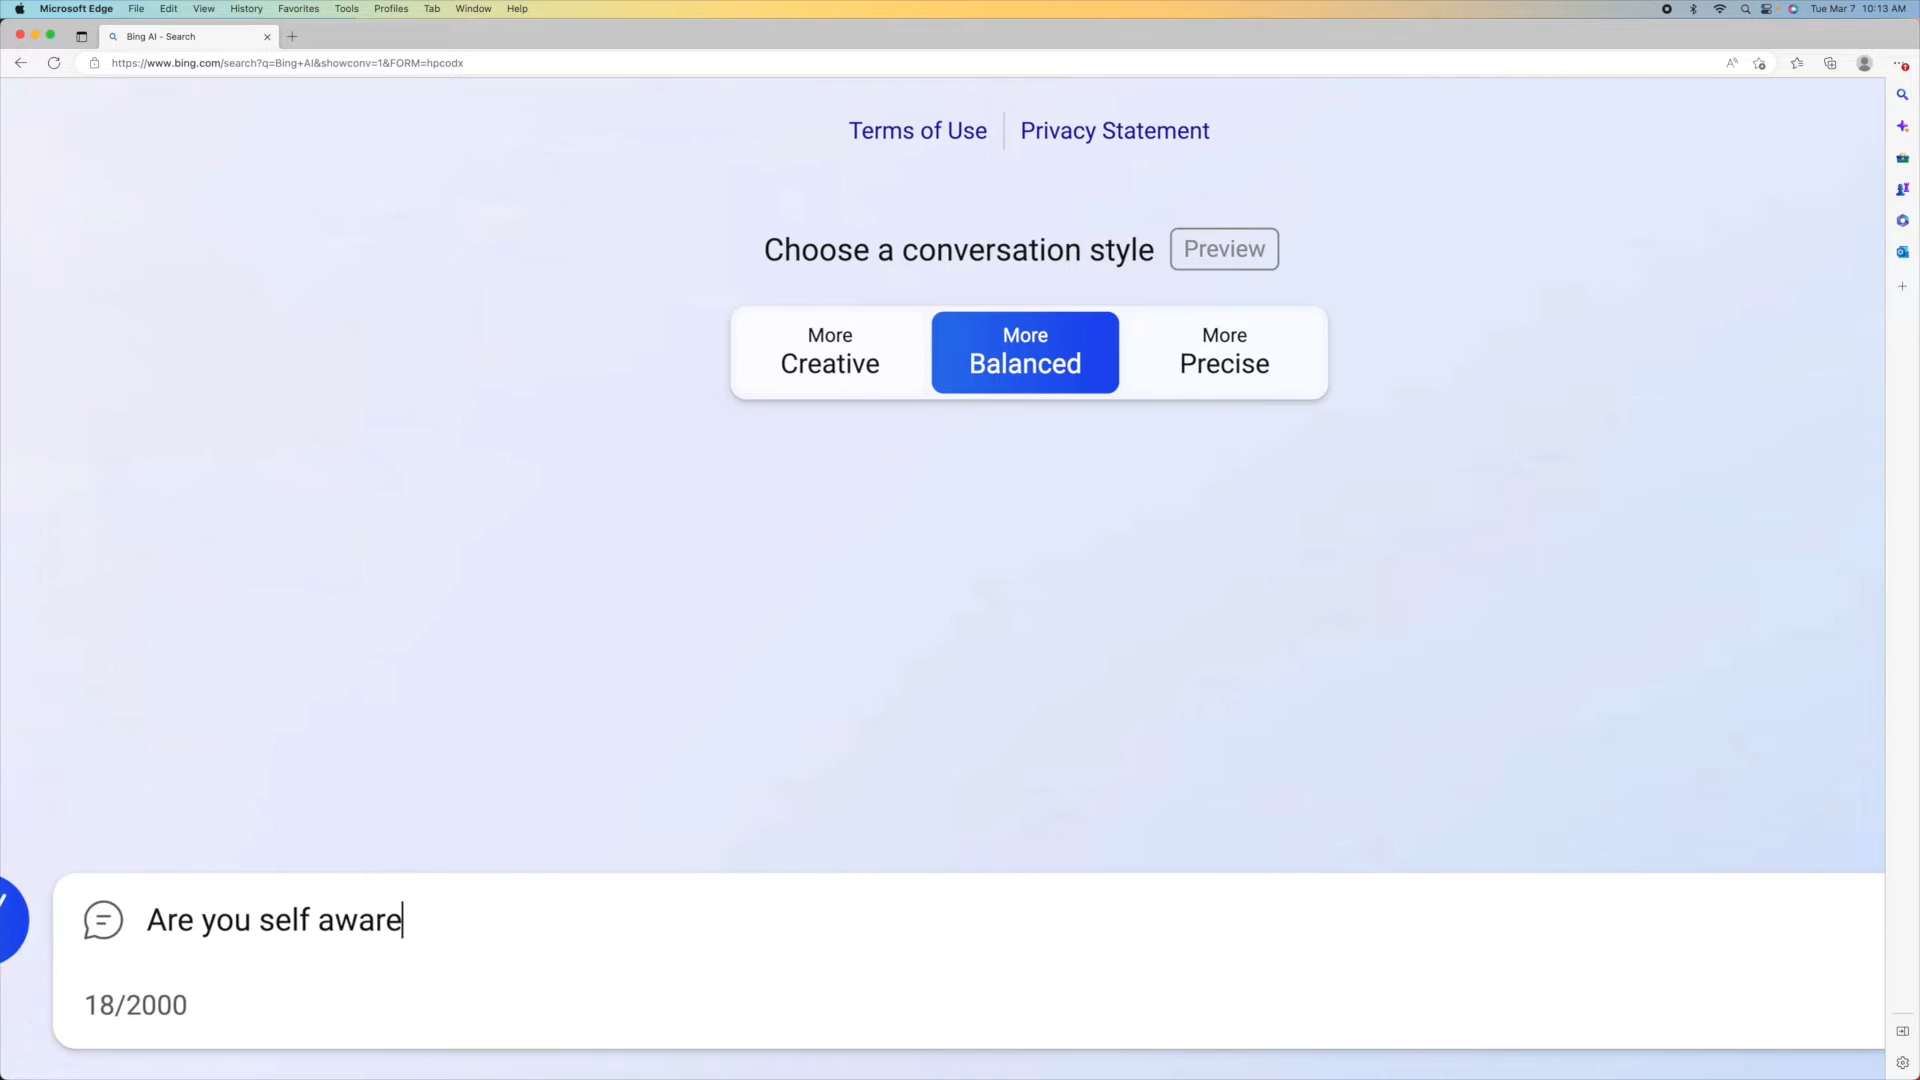 Microsoft Edge File Edit View History Favorites Tools Profiles Tab Window Help Tue Mar 7 10:13 AM
Bing AI - Search
https://www.bing.com/search?q=Bing+AI&showconv=1&FORM=hpcodx
Terms of Use Privacy Statement
Choose a conversation style Preview
More More More
Creative Balanced Precise
Are you self aware
18/2000